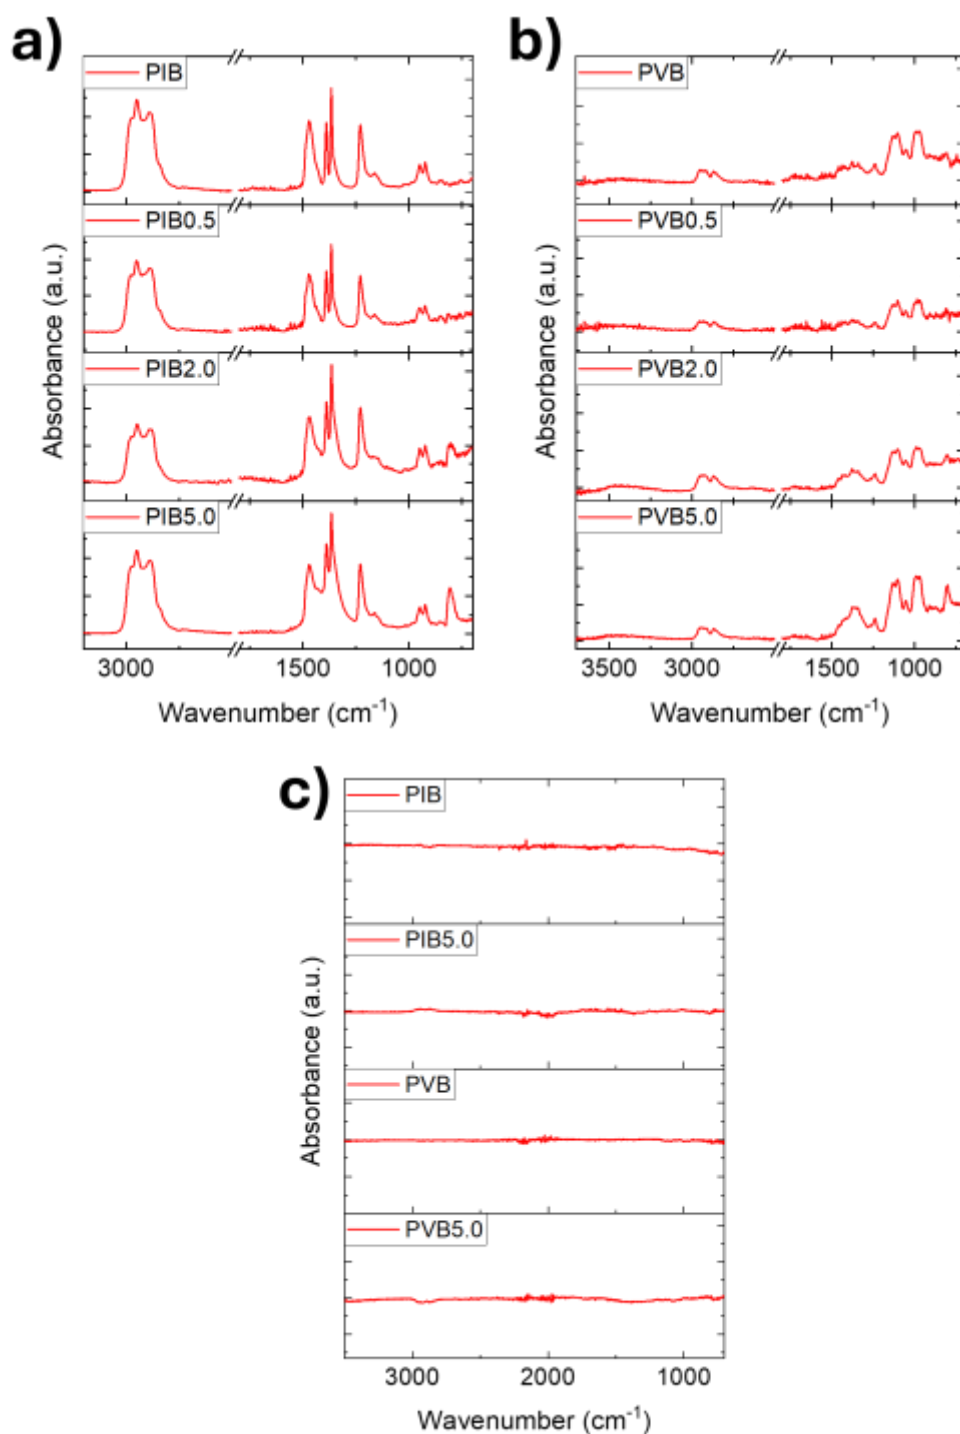 a)
PIB
PIB0.5
PIB2.0
PIB5.0
Absorbance (a.u.)
3000 1500 1000
Wavenumber (cm⁻¹)
b)
PVB
PVB0.5
PVB2.0
PVB5.0
Absorbance (a.u.)
3500 3000 1500 1000
Wavenumber (cm⁻¹)
c)
PIB
PIB5.0
PVB
PVB5.0
Absorbance (a.u.)
3000 2000 1000
Wavenumber (cm⁻¹)